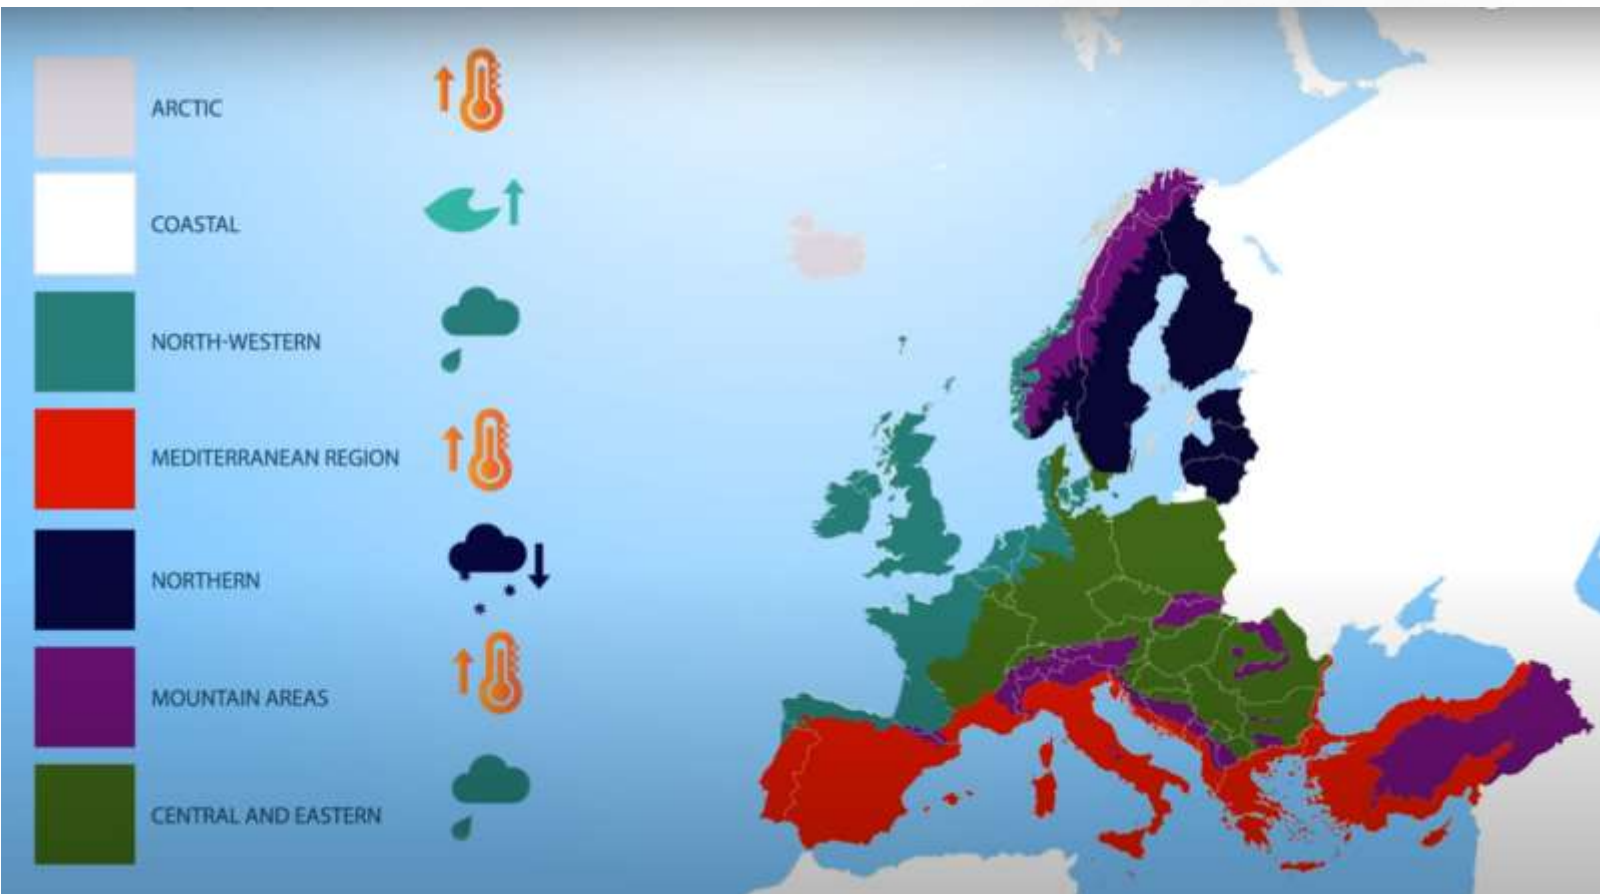 ARCTIC
COASTAL
NORTH-WESTERN
MEDITERRANEAN REGION
NORTHERN
MOUNTAIN AREAS
CENTRAL AND EASTERN